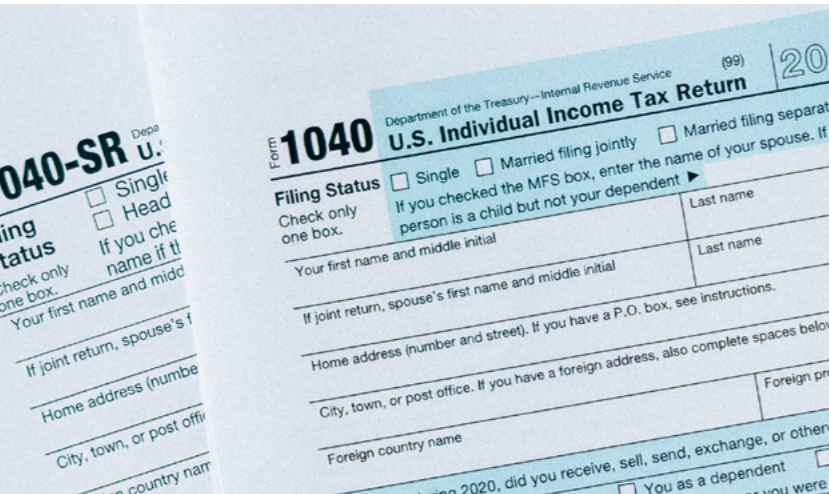 040-SR
Depa
U.
Single
Head
ing
tatus
If you che
name if th
Check only
one box.
Your first name and midd
If joint return, spouse's f
Home address (numbe
City, town, or post offi
country nam
Form 1040
Department of the Treasury—Internal Revenue Service
(99)
U.S. Individual Income Tax Return
20
Filing Status
Check only
one box.
Single Married filing jointly Married filing separat
If you checked the MFS box, enter the name of your spouse. If
person is a child but not your dependent ▶
Your first name and middle initial
Last name
If joint return, spouse's first name and middle initial
Last name
Home address (number and street). If you have a P.O. box, see instructions.
City, town, or post office. If you have a foreign address, also complete spaces below
Foreign country name
Foreign pr
ring 2020, did you receive, sell, send, exchange, or other
You as a dependent
you were